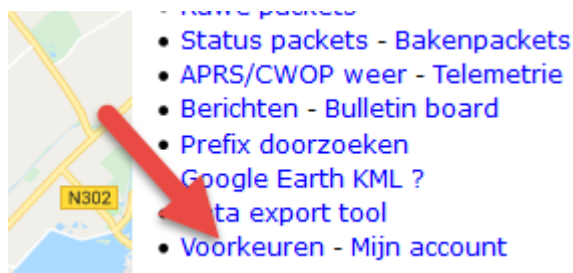 packets
Status packets - Bakenpackets
APRS/CWOP weer - Telemetrie
Berichten - Bulletin board
Prefix doorzoeken
Google Earth KML ?
export tool
Voorkeuren - Mijn account
N302